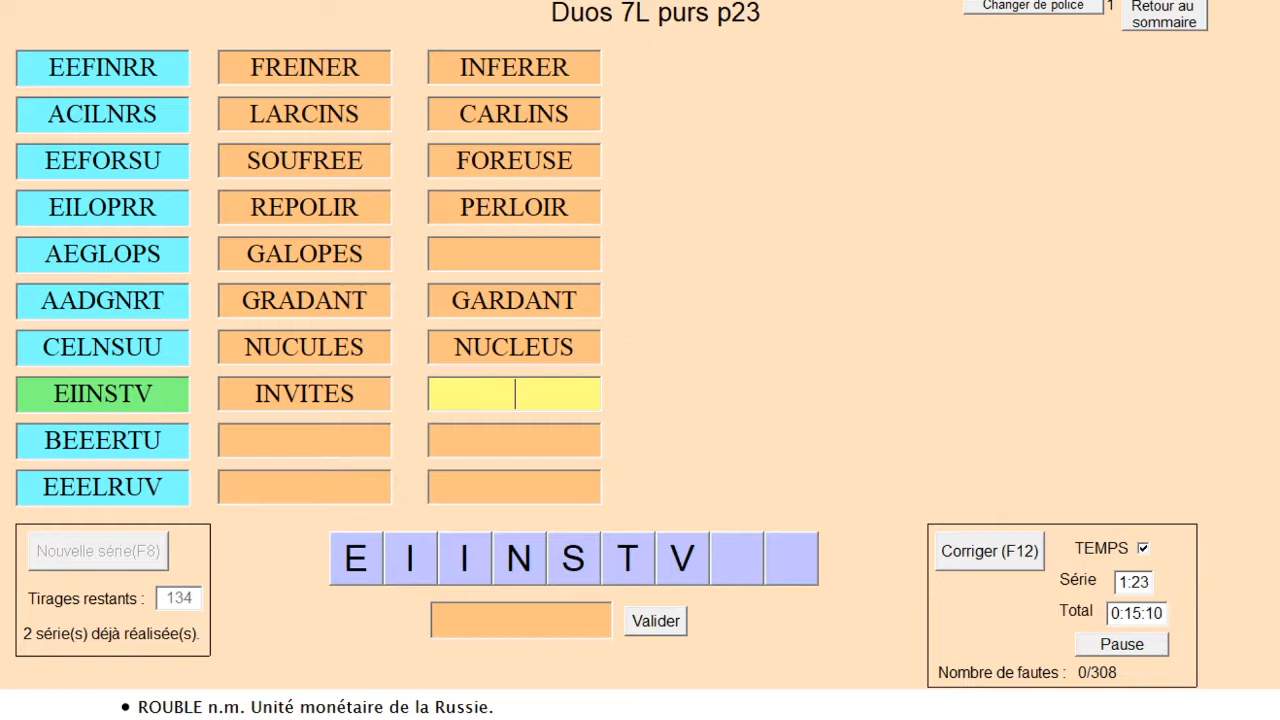 Duos 7L purs p23
Changer de police 1 Retour au sommaire
EEFINRR FREINER INFERER
ACILNRS LARCINS CARLINS
EEFORSU SOUFREE FOREUSE
EILOPRR REPOLIR PERLOIR
AEGLOPS GALOPES
AADGNRT GRADANT GARDANT
CELNSUU NUCULES NUCLEUS
EIINSTV INVITES
BEEERTU
EEELRUV
Nouvelle série(F8)
Tirages restants : 134
2 série(s) déjà réalisée(s).
E I I N S T V
Valider
Corriger (F12) TEMPS
Série 1:23
Total 0:15:10
Pause
Nombre de fautes : 0/308
• ROUBLE n.m. Unité monétaire de la Russie.